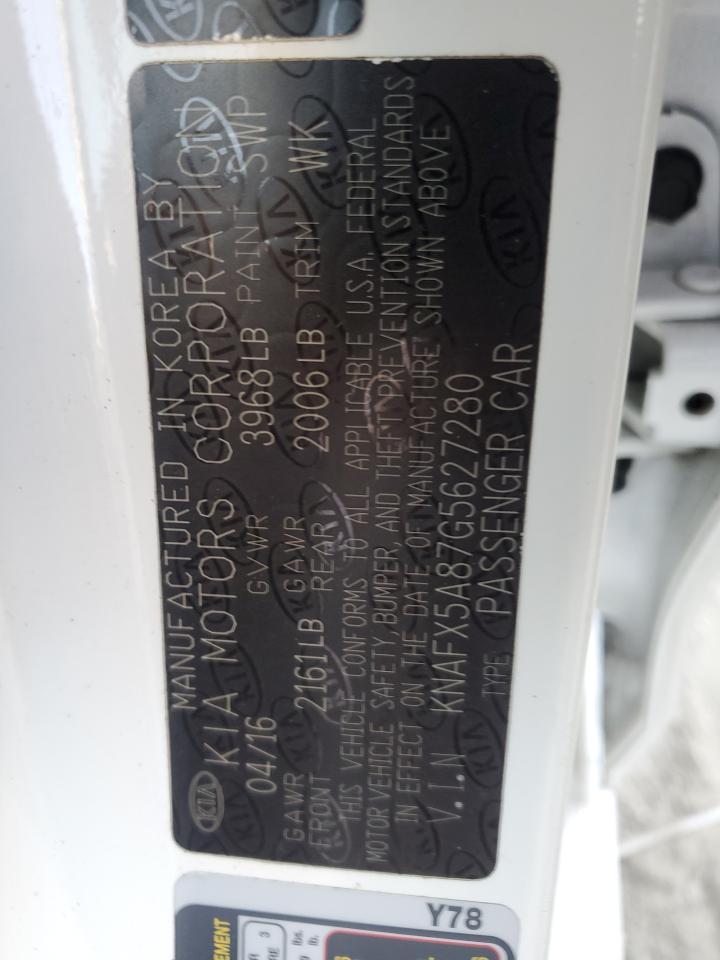 MANUFACTURED IN KOREA BY
KIA KIA MOTORS CORPORATION
04/16 GVWR 3968LB PAINT SWP
GAWR FRONT 2161LB GAWR REAR 2006LB TRIM WK
THIS VEHICLE CONFORMS TO ALL APPLICABLE U.S.A. FEDERAL
MOTOR VEHICLE SAFETY, BUMPER, AND THEFT PREVENTION STANDARDS
IN EFFECT ON THE DATE OF MANUFACTURE SHOWN ABOVE
V.I.N KNAFX5A87G5627280
TYPE PASSENGER CAR
Y78